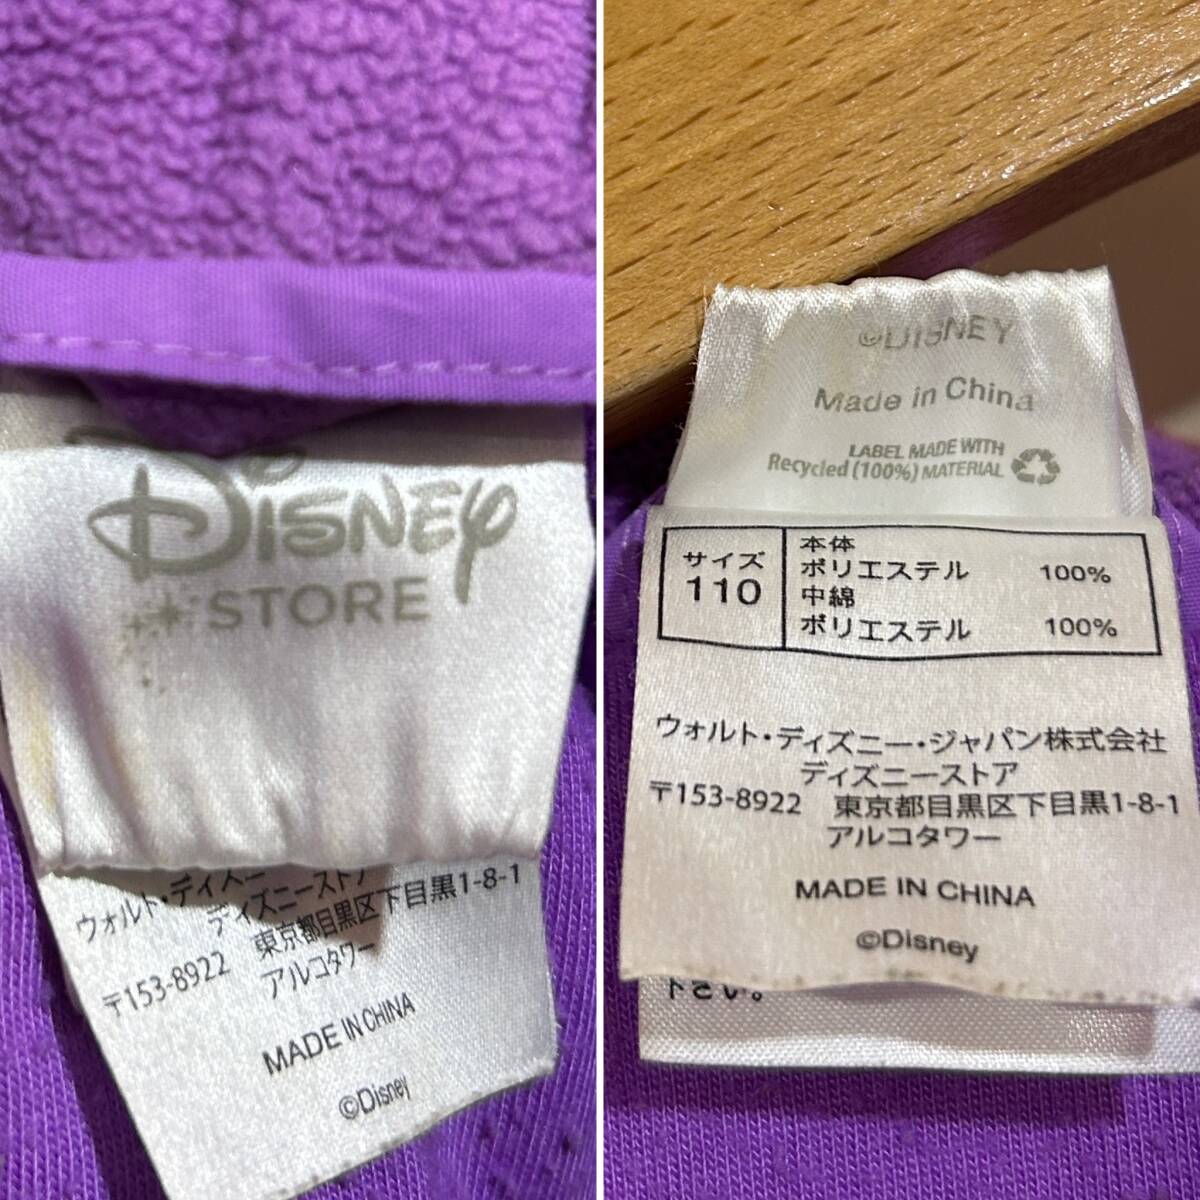 DISNEY
STORE
ウォルト・ディズニー
ディズニーストア
〒153-8922 東京都目黒区下目黒1-8-1
アルコタワー
MADE IN CHINA
©Disney
©DISNEY
Made in China
LABEL MADE WITH
Recycled (100%) MATERIAL
サイズ
110
本体
ポリエステル 100%
中綿
ポリエステル 100%
ウォルト・ディズニー・ジャパン株式会社
ディズニーストア
〒153-8922 東京都目黒区下目黒1-8-1
アルコタワー
MADE IN CHINA
©Disney
下さい。